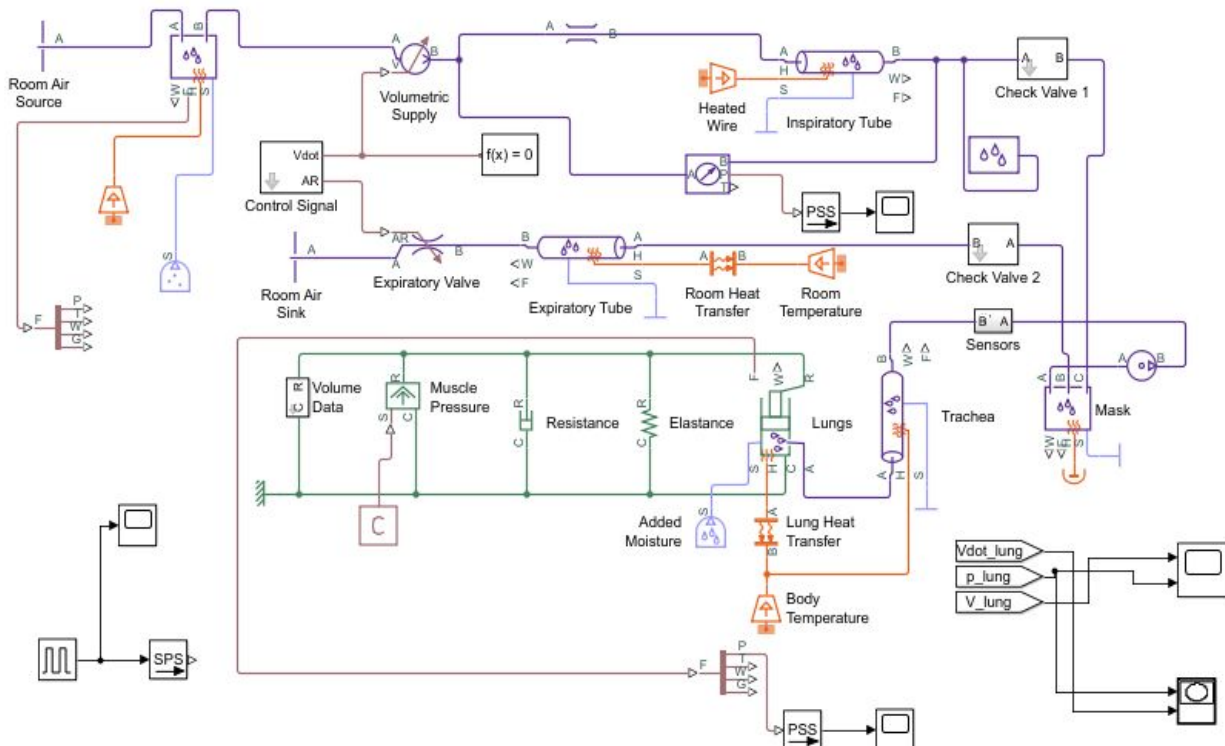 A
B
A
B
A
B
A
B
A
H
S
B
W
F
A
B
Room Air
Source
W
F
H
S
V
Volumetric
Supply
Heated
Wire
Inspiratory Tube
Check Valve 1
Vdot
AR
Control Signal
f(x) = 0
A
B
P
T
PSS
S
A
AR
A
B
B
W
F
A
H
S
A
B
B
A
Room Air
Sink
Expiratory Valve
Expiratory Tube
Room Heat
Transfer
Room
Temperature
Check Valve 2
F
P
T
W
G
B
A
Sensors
F
W
R
B
W
F
A
B
C
A
B
R
C
Volume
Data
R
S
C
Muscle
Pressure
R
C
Resistance
R
C
Elastance
Lungs
Trachea
Mask
W
F
H
S
S
H
C
A
A
H
S
C
S
Added
Moisture
A
B
Lung Heat
Transfer
Body
Temperature
Vdot_lung
p_lung
V_lung
SPS
F
P
T
W
G
PSS